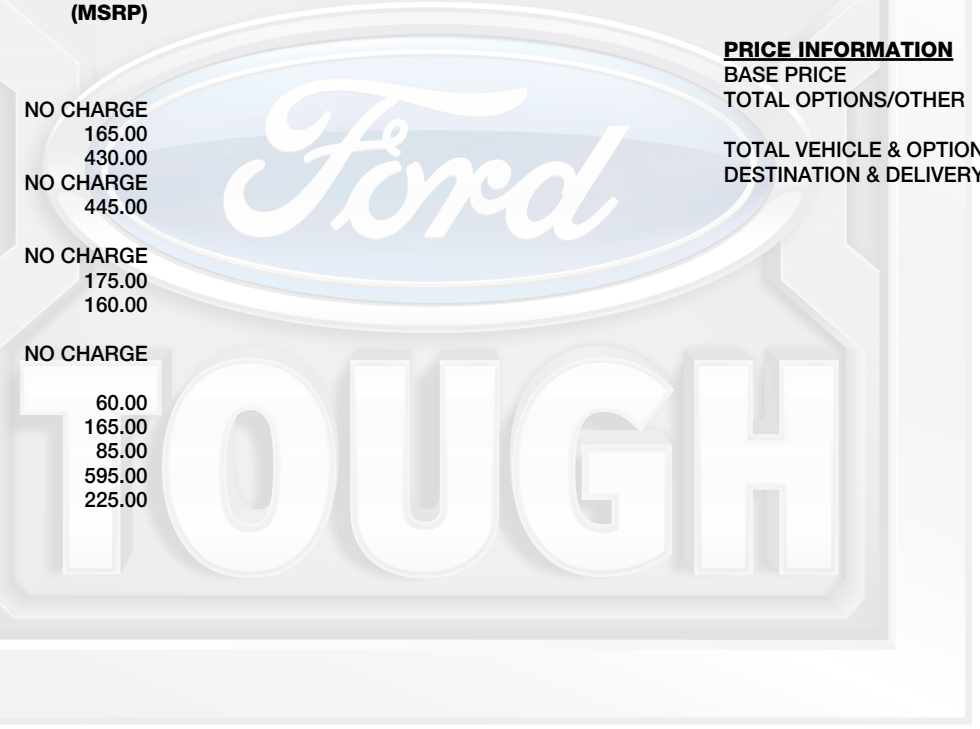 (MSRP)
NO CHARGE
165.00
430.00
NO CHARGE
445.00
NO CHARGE
175.00
160.00
NO CHARGE
60.00
165.00
85.00
595.00
225.00
PRICE INFORMATION
BASE PRICE
TOTAL OPTIONS/OTHER
TOTAL VEHICLE & OPTION
DESTINATION & DELIVERY
Ford
TOUGH